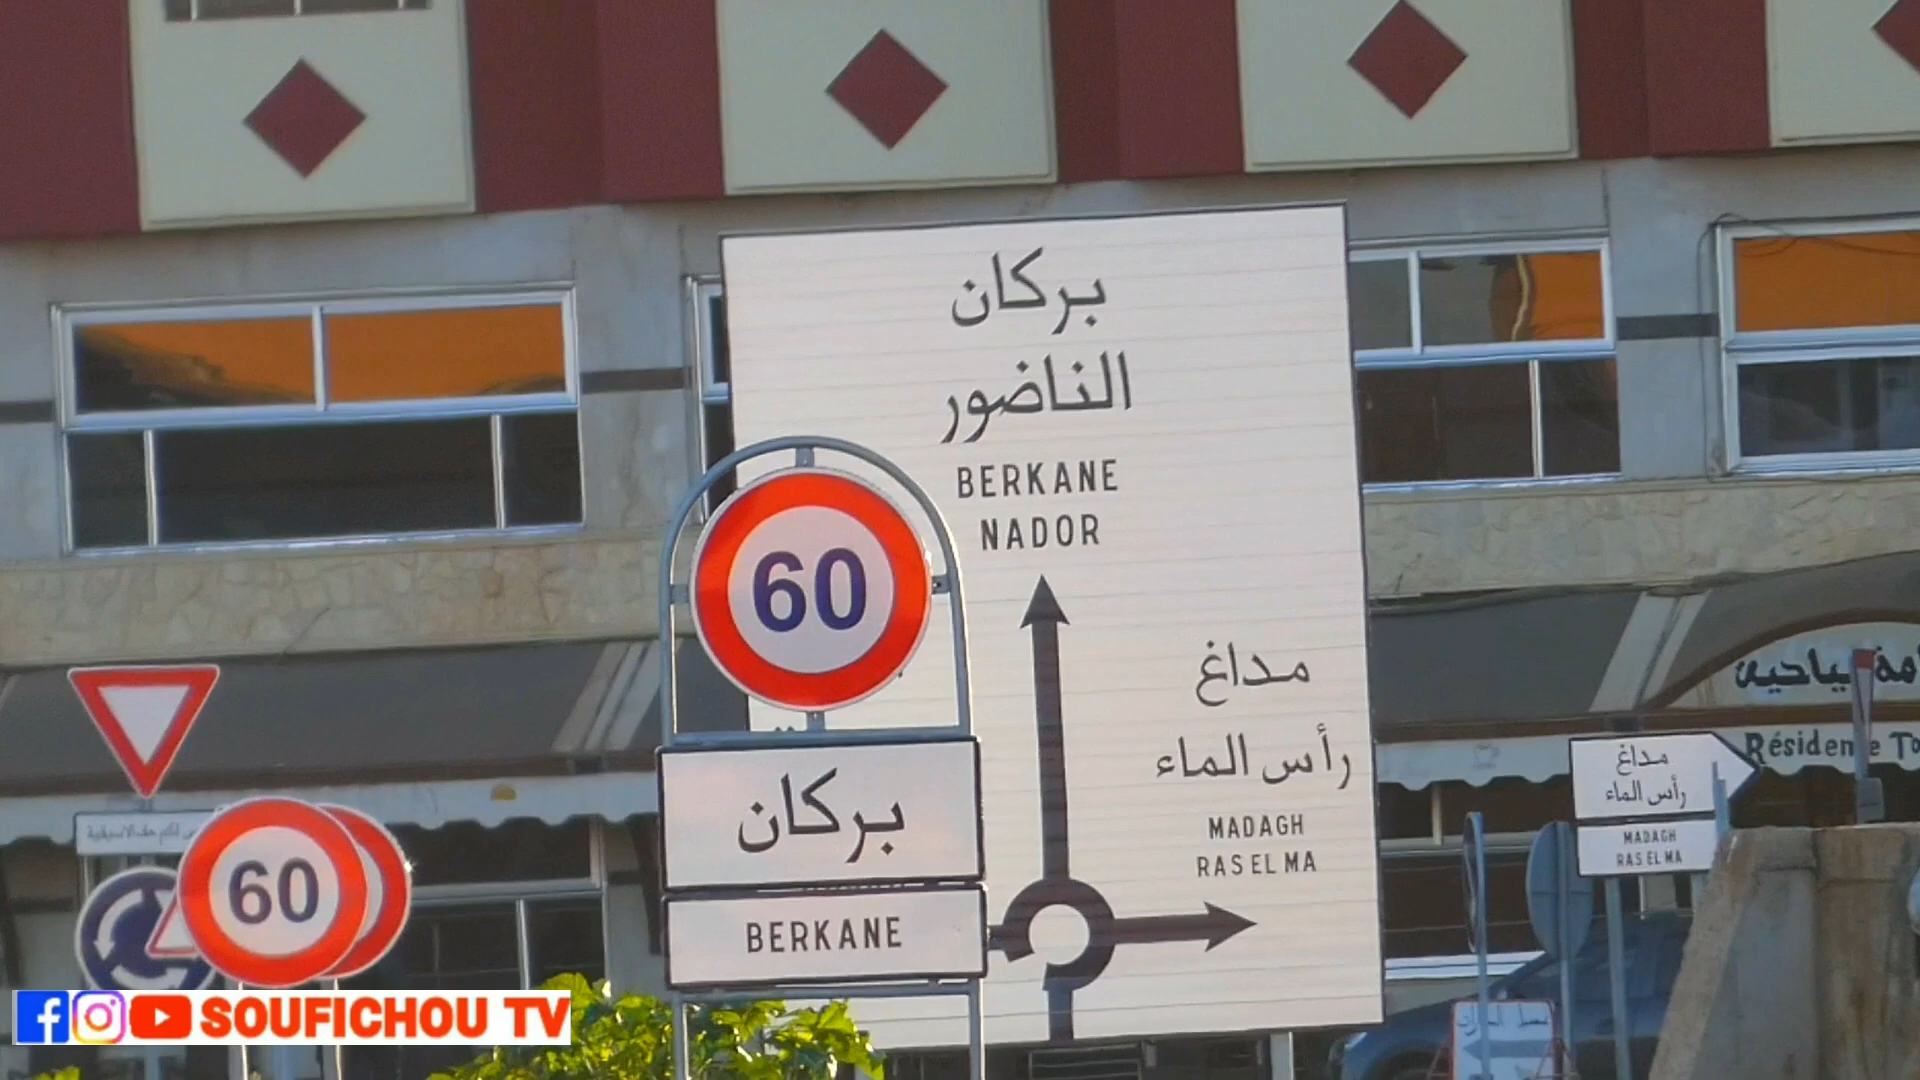 بركان
الناضور
BERKANE
NADOR
مداغ
رأس الماء
MADAGH
RAS EL MA
60
بركان
BERKANE
60
مداغ
رأس الماء
MADAGH
RAS EL MA
Résiden
SOUFICHOU TV